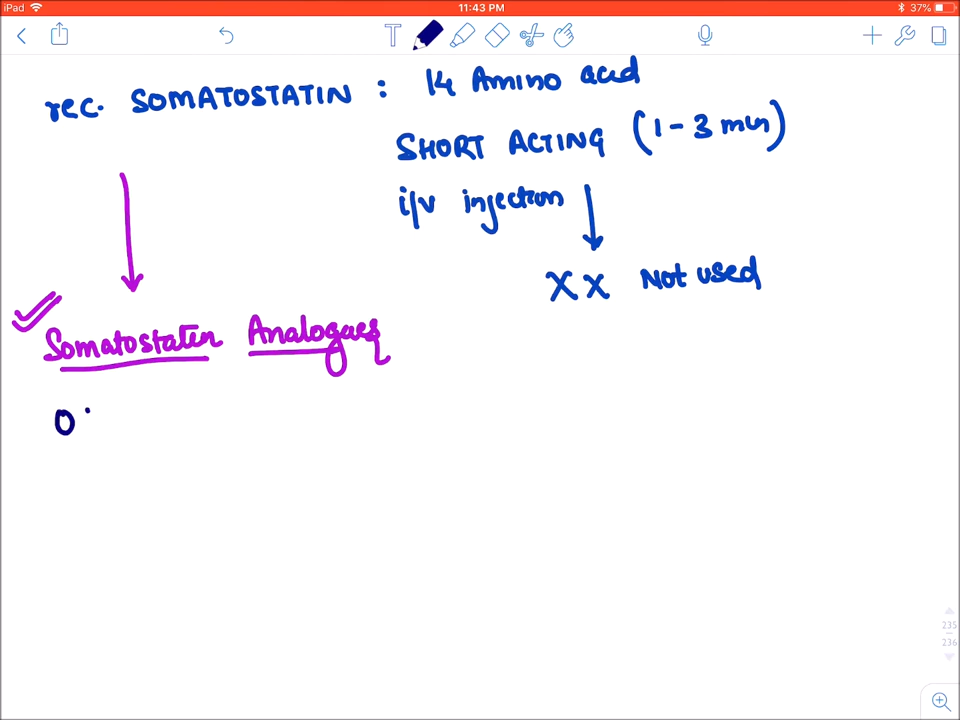 iPad 11:43 PM 37%
T
rec. SOMATOSTATIN : 14 Amino acid
SHORT ACTING (1-3 min)
i/v injection
XX Not used
Somatostatin Analogues
O
235
236